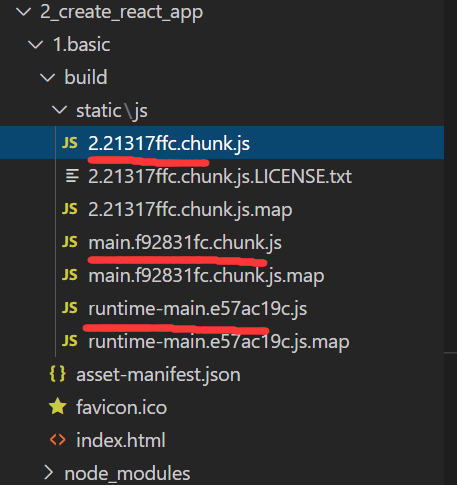 2_create_react_app
1.basic
build
static\js
JS 2.21317ffc.chunk.js
2.21317ffc.chunk.js.LICENSE.txt
JS 2.21317ffc.chunk.js.map
JS main.f92831fc.chunk.js
JS main.f92831fc.chunk.js.map
JS runtime-main.e57ac19c.js
JS runtime-main.e57ac19c.js.map
{} asset-manifest.json
favicon.ico
<> index.html
node_modules